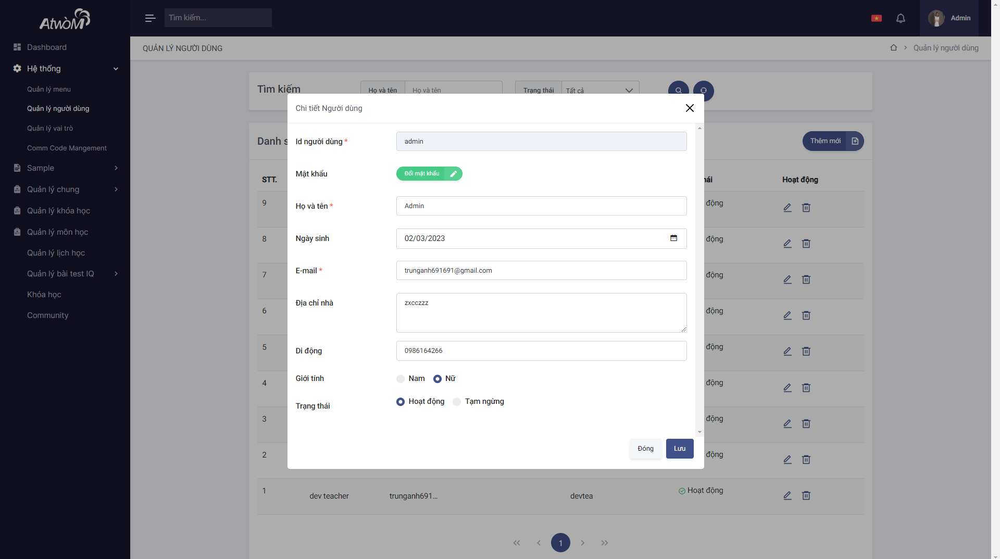 AtwòM
Tìm kiếm...
Admin
Dashboard
Hệ thống
Quản lý menu
Quản lý người dùng
Quản lý vai trò
Comm Code Mangement
Sample
Quản lý chung
Quản lý khóa học
Quản lý môn học
Quản lý lịch học
Quản lý bài test IQ
Khóa học
Community
QUẢN LÝ NGƯỜI DÙNG
Quản lý người dùng
Tìm kiếm
Họ và tên
Họ và tên
Trạng thái
Tất cả
Chi tiết Người dùng
Danh s
Thêm mới
Id người dùng *
admin
Mật khẩu
Đổi mật khẩu
Họ và tên *
Admin
Ngày sinh
02/03/2023
E-mail *
trunganh691691@gmail.com
Địa chỉ nhà
zxcczzz
Di động
0986164266
Giới tính
Nam
Nữ
Trạng thái
Hoạt động
Tạm ngừng
Đóng
Lưu
STT.
hái
Hoạt động
9
động
8
động
7
động
6
động
5
động
4
động
3
động
2
động
1
dev teacher
trunganh691...
devtea
Hoạt động
1